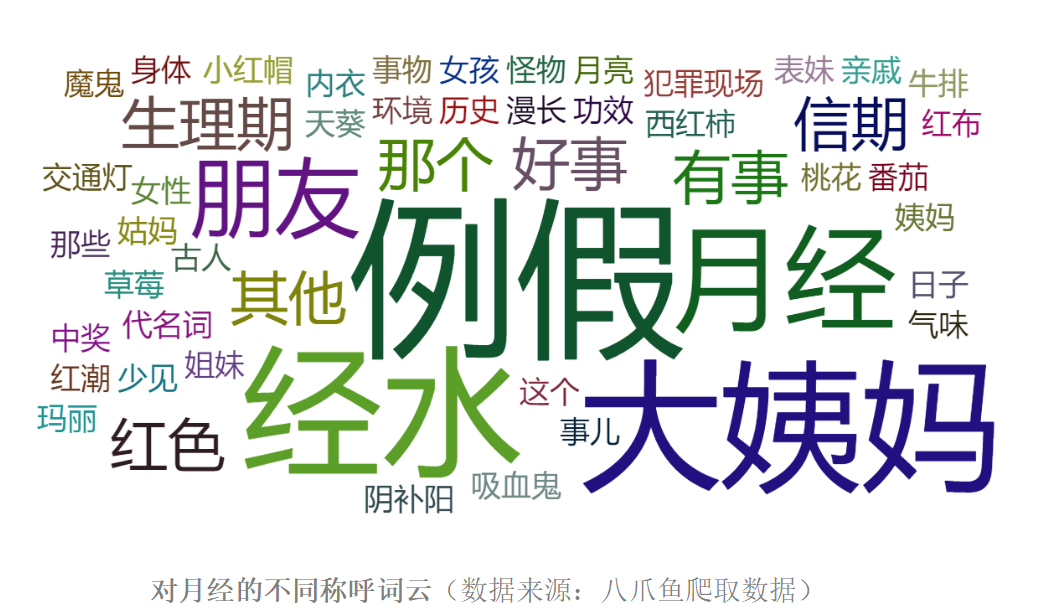 魔鬼 身体 小红帽 内衣 事物 女孩 怪物 月亮 犯罪现场 表妹 亲戚 牛排
生理期 天葵 环境 历史 漫长 功效 西红柿 信期 红布
交通灯 女性 朋友 那个 好事 有事 桃花 番茄
那些 姑妈 古人 例假 月经 姨妈
草莓 其他 日子
中奖 代名词 气味
红潮 少见 姐妹 经水 这个 大姨妈
玛丽 红色 事儿
阴补阳 吸血鬼
对月经的不同称呼词云（数据来源：八爪鱼爬取数据）